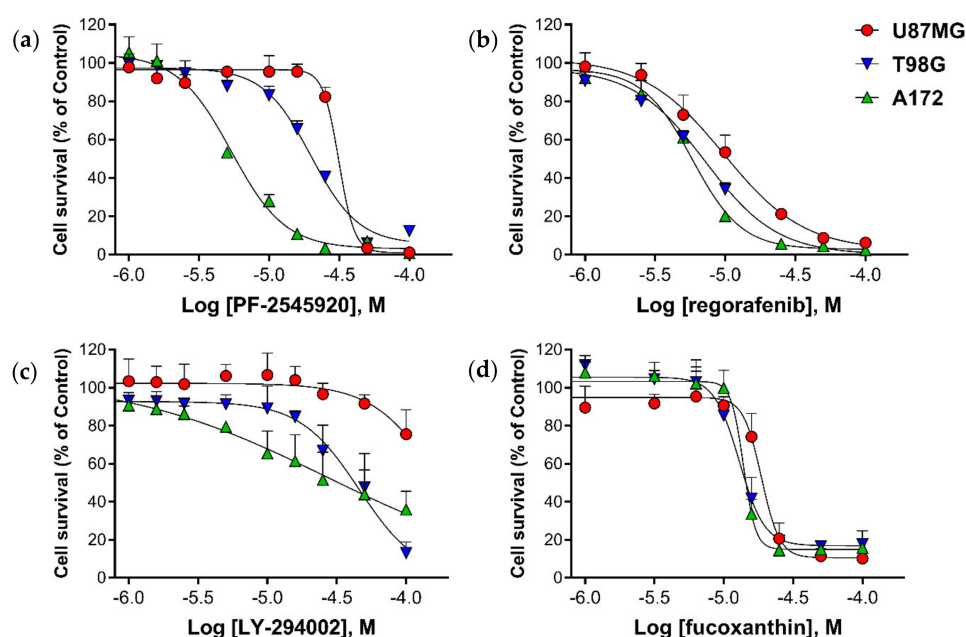 (a)
Cell survival (% of Control)
120
100
80
60
40
20
0
-6.0 -5.5 -5.0 -4.5 -4.0
Log [PF-2545920], M
(b)
Cell survival (% of Control)
120
100
80
60
40
20
0
-6.0 -5.5 -5.0 -4.5 -4.0
Log [regorafenib], M
U87MG
T98G
A172
(c)
Cell survival (% of Control)
120
100
80
60
40
20
0
-6.0 -5.5 -5.0 -4.5 -4.0
Log [LY-294002], M
(d)
Cell survival (% of Control)
120
100
80
60
40
20
0
-6.0 -5.5 -5.0 -4.5 -4.0
Log [fucoxanthin], M